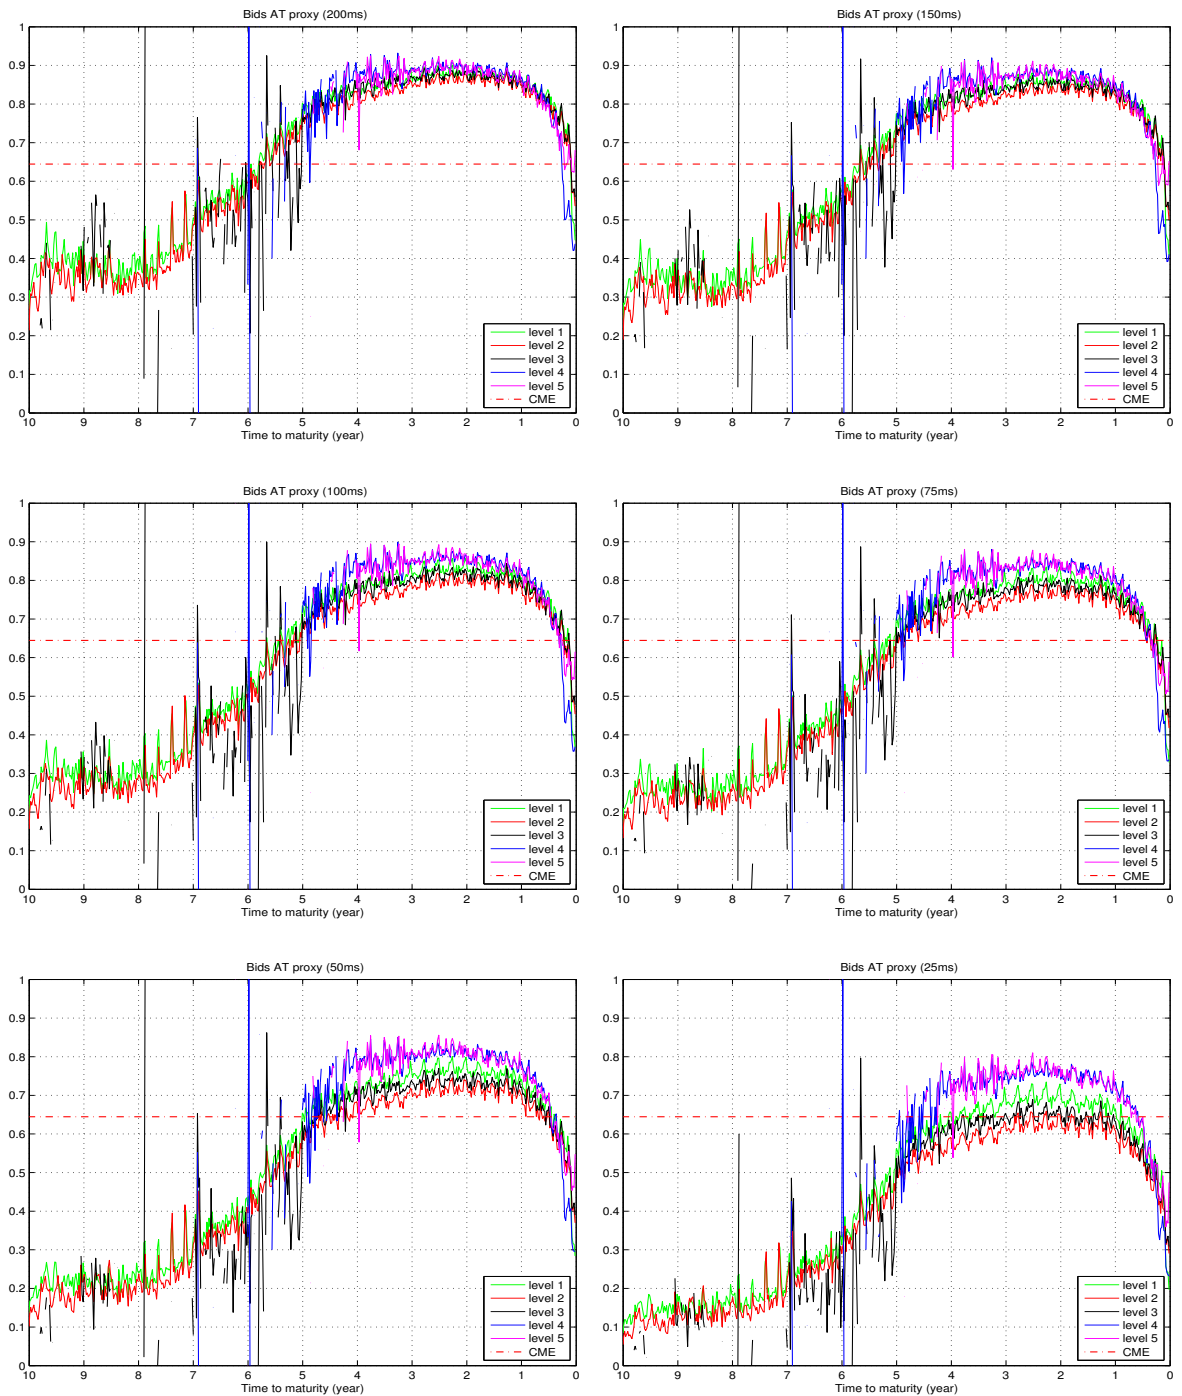 Bids AT proxy (200ms)
1
0.9
0.8
0.7
0.6
0.5
0.4
0.3
0.2
0.1
0
10 9 8 7 6 5 4 3 2 1 0
Time to maturity (year)
level 1
level 2
level 3
level 4
level 5
CME
Bids AT proxy (150ms)
1
0.9
0.8
0.7
0.6
0.5
0.4
0.3
0.2
0.1
0
10 9 8 7 6 5 4 3 2 1 0
Time to maturity (year)
level 1
level 2
level 3
level 4
level 5
CME
Bids AT proxy (100ms)
1
0.9
0.8
0.7
0.6
0.5
0.4
0.3
0.2
0.1
0
10 9 8 7 6 5 4 3 2 1 0
Time to maturity (year)
level 1
level 2
level 3
level 4
level 5
CME
Bids AT proxy (75ms)
1
0.9
0.8
0.7
0.6
0.5
0.4
0.3
0.2
0.1
0
10 9 8 7 6 5 4 3 2 1 0
Time to maturity (year)
level 1
level 2
level 3
level 4
level 5
CME
Bids AT proxy (50ms)
1
0.9
0.8
0.7
0.6
0.5
0.4
0.3
0.2
0.1
0
10 9 8 7 6 5 4 3 2 1 0
Time to maturity (year)
level 1
level 2
level 3
level 4
level 5
CME
Bids AT proxy (25ms)
1
0.9
0.8
0.7
0.6
0.5
0.4
0.3
0.2
0.1
0
10 9 8 7 6 5 4 3 2 1 0
Time to maturity (year)
level 1
level 2
level 3
level 4
level 5
CME